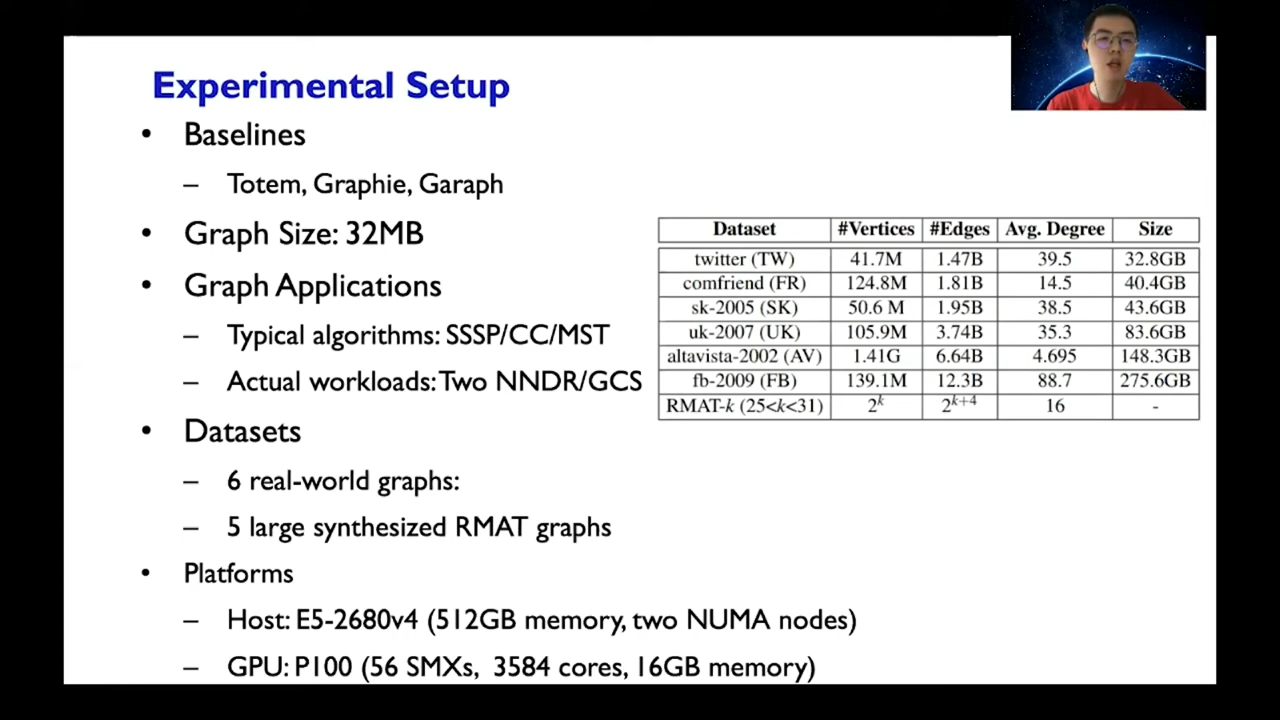 Experimental Setup
• Baselines
– Totem, Graphie, Garaph
• Graph Size: 32MB
• Graph Applications
– Typical algorithms: SSSP/CC/MST
– Actual workloads: Two NNDR/GCS
• Datasets
– 6 real-world graphs:
– 5 large synthesized RMAT graphs
• Platforms
– Host: E5-2680v4 (512GB memory, two NUMA nodes)
– GPU: P100 (56 SMXs, 3584 cores, 16GB memory)
Dataset #Vertices #Edges Avg. Degree Size
twitter (TW) 41.7M 1.47B 39.5 32.8GB
comfriend (FR) 124.8M 1.81B 14.5 40.4GB
sk-2005 (SK) 50.6 M 1.95B 38.5 43.6GB
uk-2007 (UK) 105.9M 3.74B 35.3 83.6GB
altavista-2002 (AV) 1.41G 6.64B 4.695 148.3GB
fb-2009 (FB) 139.1M 12.3B 88.7 275.6GB
RMAT-k (25<k<31) 2^k 2^{k+4} 16 -